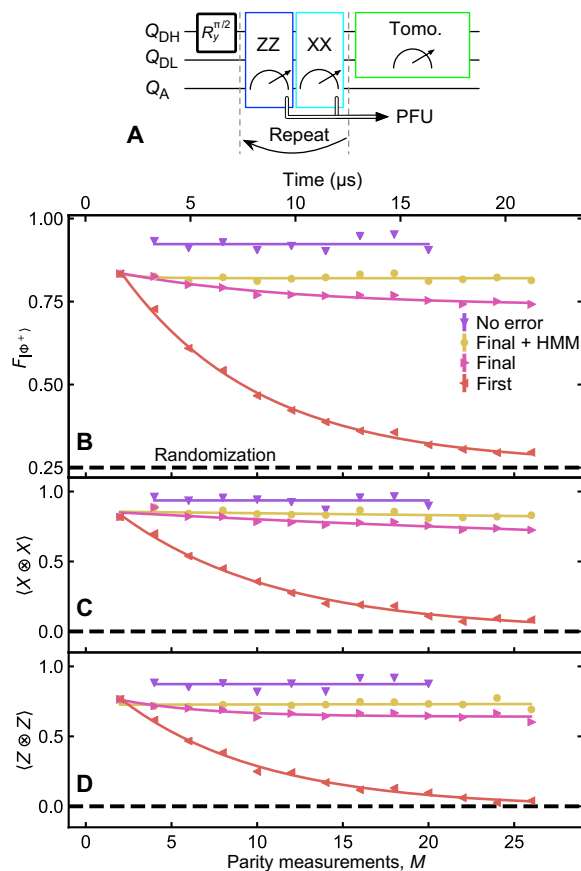 Q_DH R_y^{π/2} ZZ XX Tomo.
Q_DL
Q_A
PFU
A Repeat
Time (μs)
0 5 10 15 20
1.00
0.75
0.50
0.25
F_{|Φ⁺⟩}
No error
Final + HMM
Final
First
B Randomization
1.0
0.5
0.0
⟨X ⊗ X⟩
C
1.0
0.5
0.0
⟨Z ⊗ Z⟩
D
0 5 10 15 20 25
Parity measurements, M